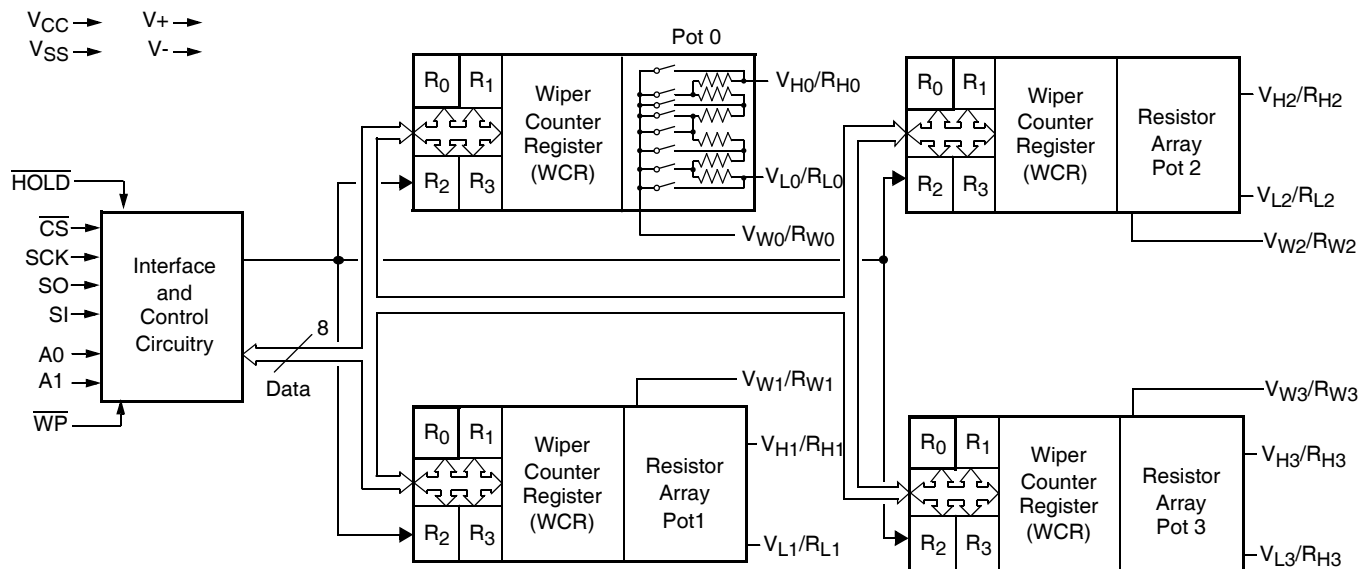 VCC V+
VSS V-
HOLD
CS
SCK
SO
SI
A0
A1
WP
Interface
and
Control
Circuitry
8
Data
Pot 0
R0 R1
R2 R3
Wiper
Counter
Register
(WCR)
VH0/RH0
VL0/RL0
VW0/RW0
R0 R1
R2 R3
Wiper
Counter
Register
(WCR)
Resistor
Array
Pot 2
VH2/RH2
VL2/RL2
VW2/RW2
VW1/RW1
R0 R1
R2 R3
Wiper
Counter
Register
(WCR)
Resistor
Array
Pot1
VH1/RH1
VL1/RL1
VW3/RW3
R0 R1
R2 R3
Wiper
Counter
Register
(WCR)
Resistor
Array
Pot 3
VH3/RH3
VL3/RH3